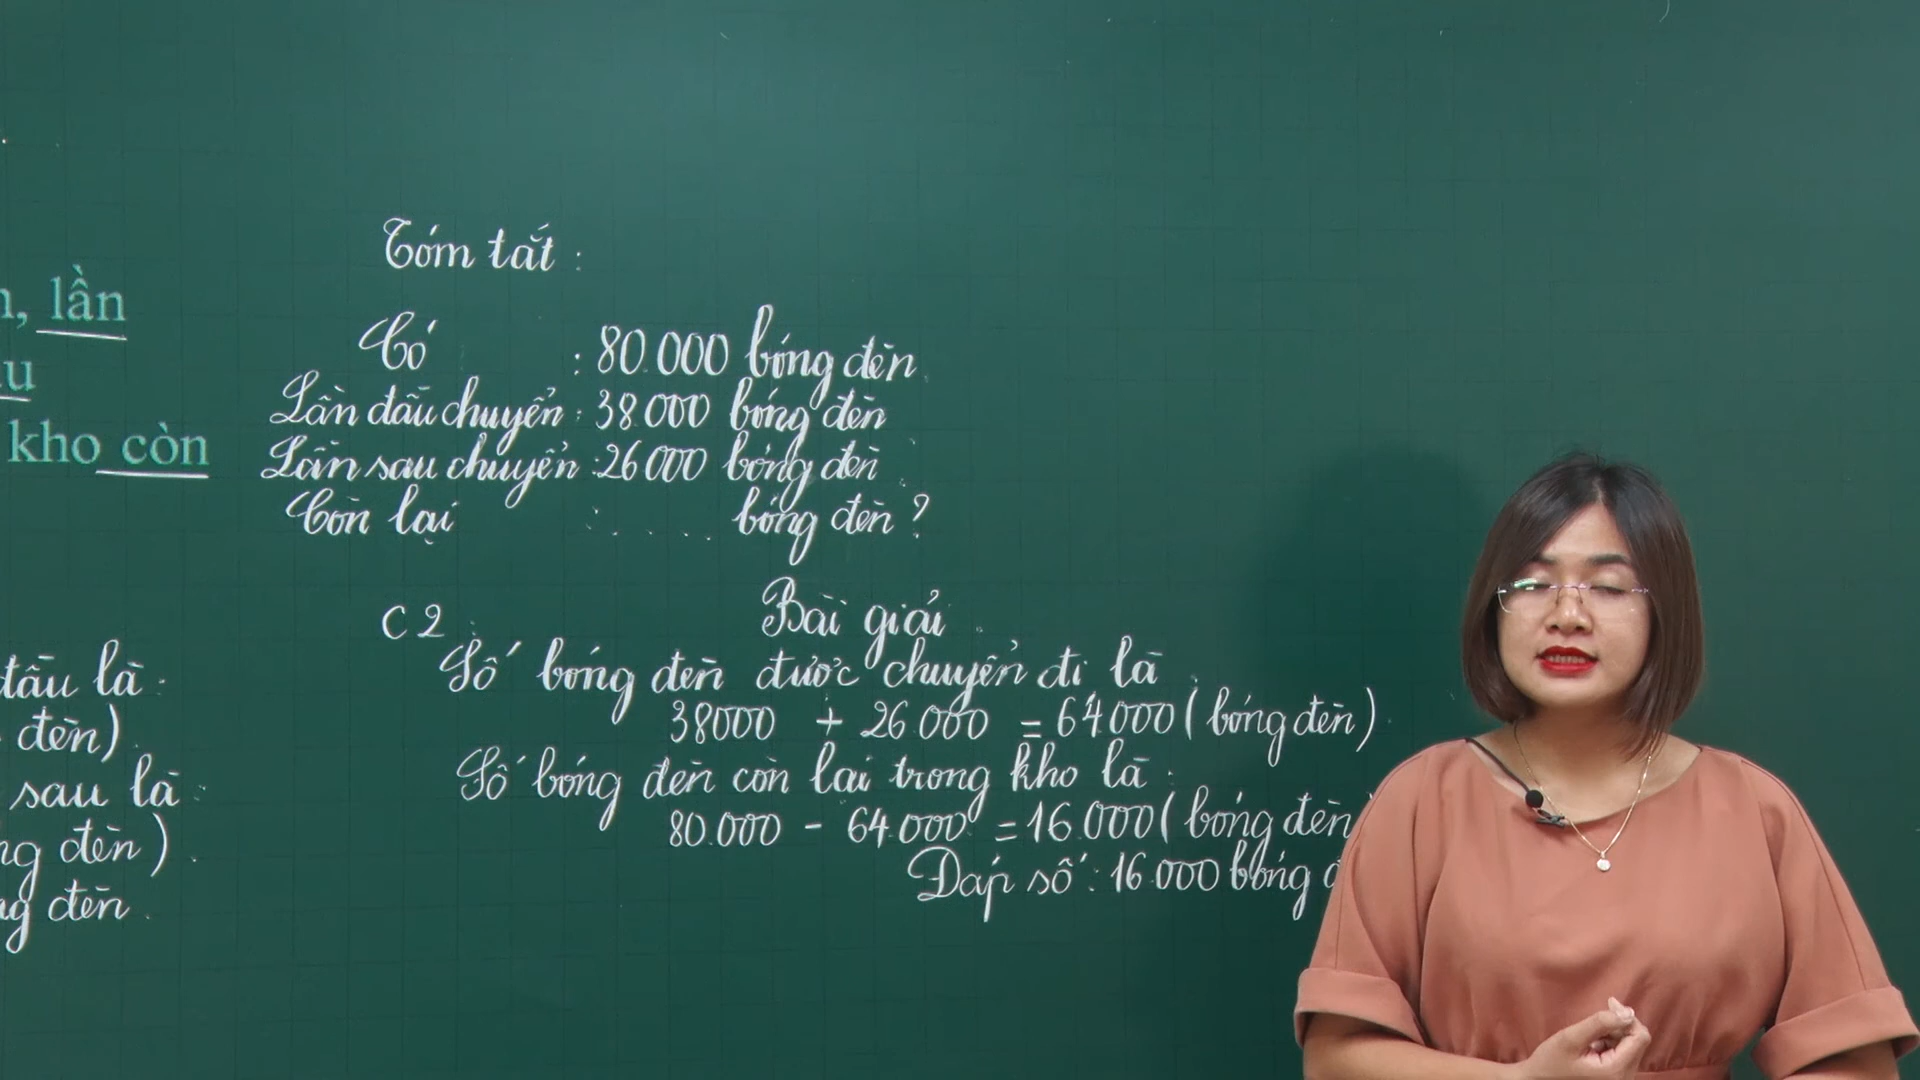 , lần
kho còn
đầu là :
đèn)
sau là :
đèn) .
đèn .
Tóm tắt :
Có : 80.000 bóng đèn
Lần đầu chuyển : 38 000 bóng đèn
Lần sau chuyển : 26 000 bóng đèn
Còn lại : .... bóng đèn ?
C2 : Bài giải
Số bóng đèn được chuyển đi là :
38000 + 26 000 = 64 000 ( bóng đèn)
Số bóng đèn còn lại trong kho là :
80.000 - 64.000 = 16.000 ( bóng đèn
Đáp số : 16.000 bóng